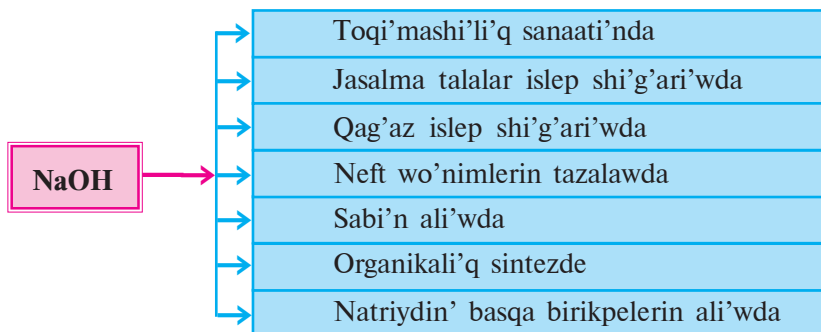 NaOH
Toqi’mashi’li’q sanaati’nda
Jasalma talalar islep shi’g’ari’wda
Qag’az islep shi’g’ari’wda
Neft wo’nimlerin tazalawda
Sabi’n ali’wda
Organikali’q sintezde
Natriydin’ basqa birikpelerin ali’wda